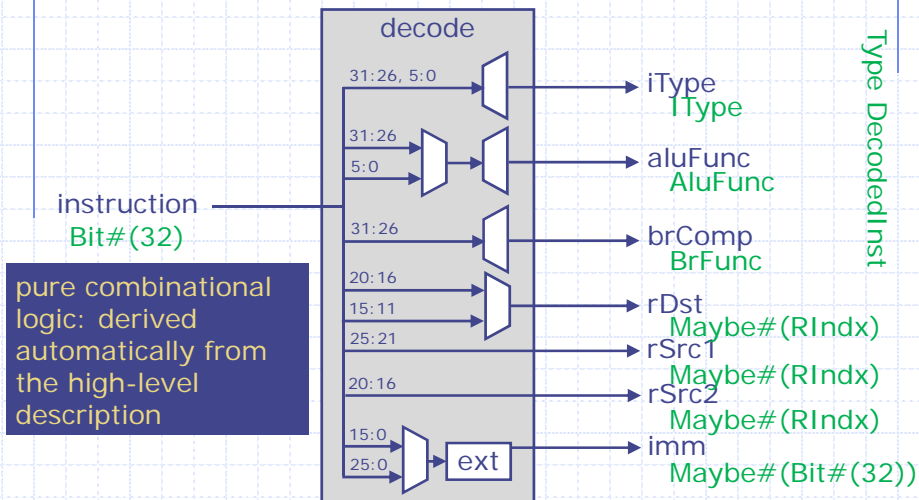 decode
31:26, 5:0
iType
IType
31:26
5:0
aluFunc
AluFunc
instruction
Bit#(32)
31:26
brComp
BrFunc
pure combinational
logic: derived
automatically from
the high-level
description
20:16
15:11
rDst
Maybe#(RIndx)
25:21
rSrc1
Maybe#(RIndx)
20:16
rSrc2
Maybe#(RIndx)
15:0
25:0
ext
imm
Maybe#(Bit#(32))
Type DecodedInst